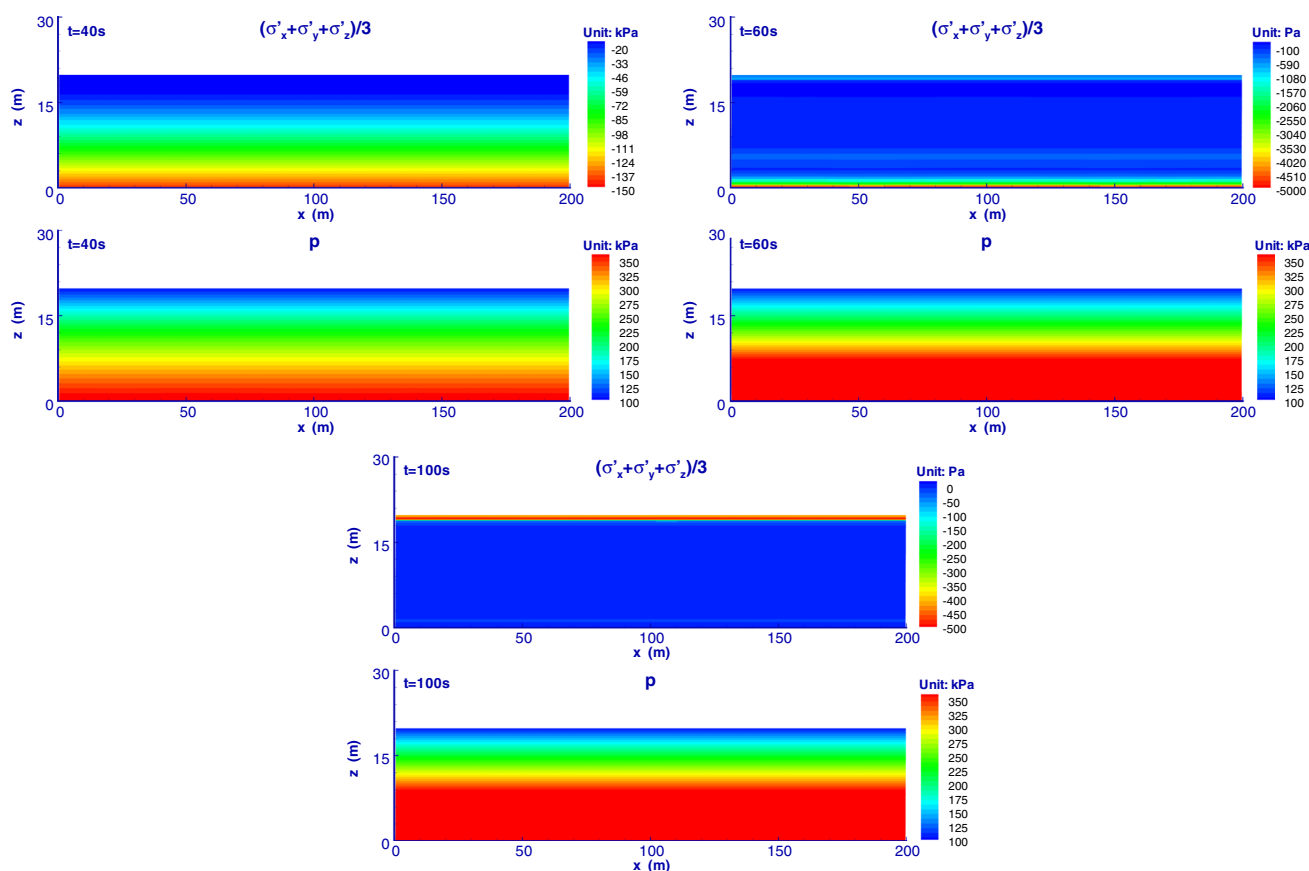 t=40s
(σ'x+σ'y+σ'z)/3
Unit: kPa
-20
-33
-46
-59
-72
-85
-98
-111
-124
-137
-150
30
15
0
z (m)
0 50 100 150 200
x (m)
t=60s
(σ'x+σ'y+σ'z)/3
Unit: Pa
-100
-590
-1080
-1570
-2060
-2550
-3040
-3530
-4020
-4510
-5000
30
15
0
z (m)
0 50 100 150 200
x (m)
t=40s
p
Unit: kPa
350
325
300
275
250
225
200
175
150
125
100
30
15
0
z (m)
0 50 100 150 200
x (m)
t=60s
p
Unit: kPa
350
325
300
275
250
225
200
175
150
125
100
30
15
0
z (m)
0 50 100 150 200
x (m)
t=100s
(σ'x+σ'y+σ'z)/3
Unit: Pa
0
-50
-100
-150
-200
-250
-300
-350
-400
-450
-500
30
15
0
z (m)
0 50 100 150 200
x (m)
t=100s
p
Unit: kPa
350
325
300
275
250
225
200
175
150
125
100
30
15
0
z (m)
0 50 100 150 200
x (m)